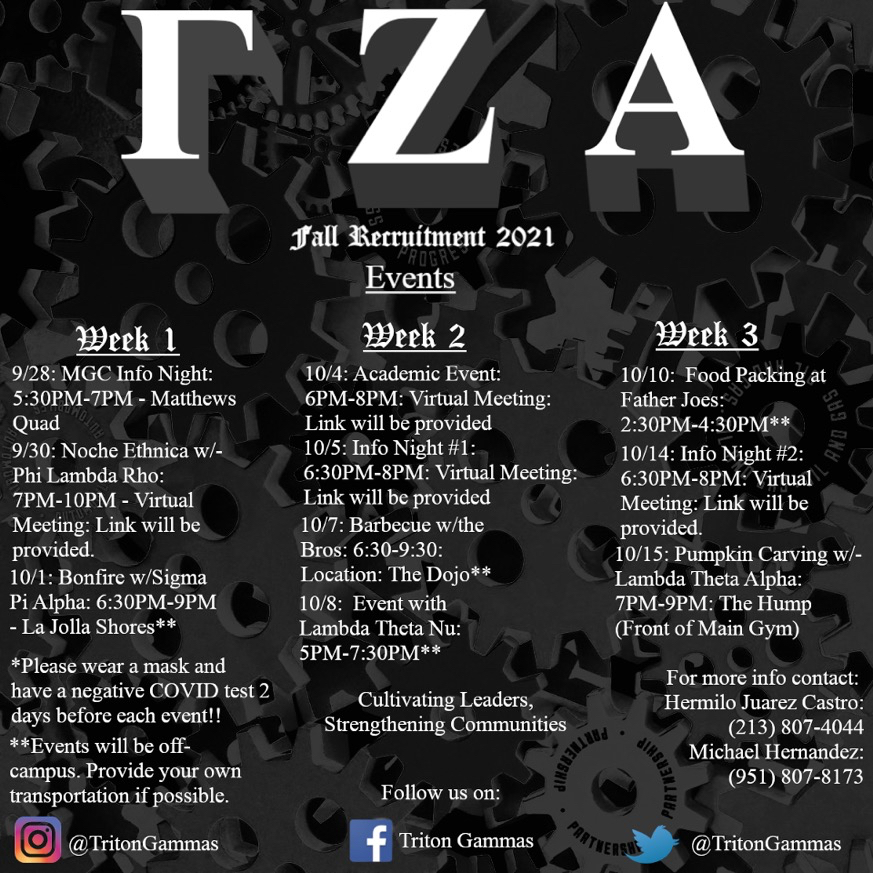 ΓΖΑ
Fall Recruitment 2021
Events
Week 1
9/28: MGC Info Night:
5:30PM-7PM - Matthews
Quad
9/30: Noche Ethnica w/-
Phi Lambda Rho:
7PM-10PM - Virtual
Meeting: Link will be
provided.
10/1: Bonfire w/Sigma
Pi Alpha: 6:30PM-9PM
- La Jolla Shores**
*Please wear a mask and
have a negative COVID test 2
days before each event!!
**Events will be off-
campus. Provide your own
transportation if possible.
Week 2
10/4: Academic Event:
6PM-8PM: Virtual Meeting:
Link will be provided
10/5: Info Night #1:
6:30PM-8PM: Virtual Meeting:
Link will be provided
10/7: Barbecue w/the
Bros: 6:30-9:30:
Location: The Dojo**
10/8: Event with
Lambda Theta Nu:
5PM-7:30PM**
Cultivating Leaders,
Strengthening Communities
Week 3
10/10: Food Packing at
Father Joes:
2:30PM-4:30PM**
10/14: Info Night #2:
6:30PM-8PM: Virtual
Meeting: Link will be
provided.
10/15: Pumpkin Carving w/-
Lambda Theta Alpha:
7PM-9PM: The Hump
(Front of Main Gym)
For more info contact:
Hermilo Juarez Castro:
(213) 807-4044
Michael Hernandez:
(951) 807-8173
Follow us on:
@TritonGammas
Triton Gammas
@TritonGammas
PARTNERSHIP
PARTNERSHIP